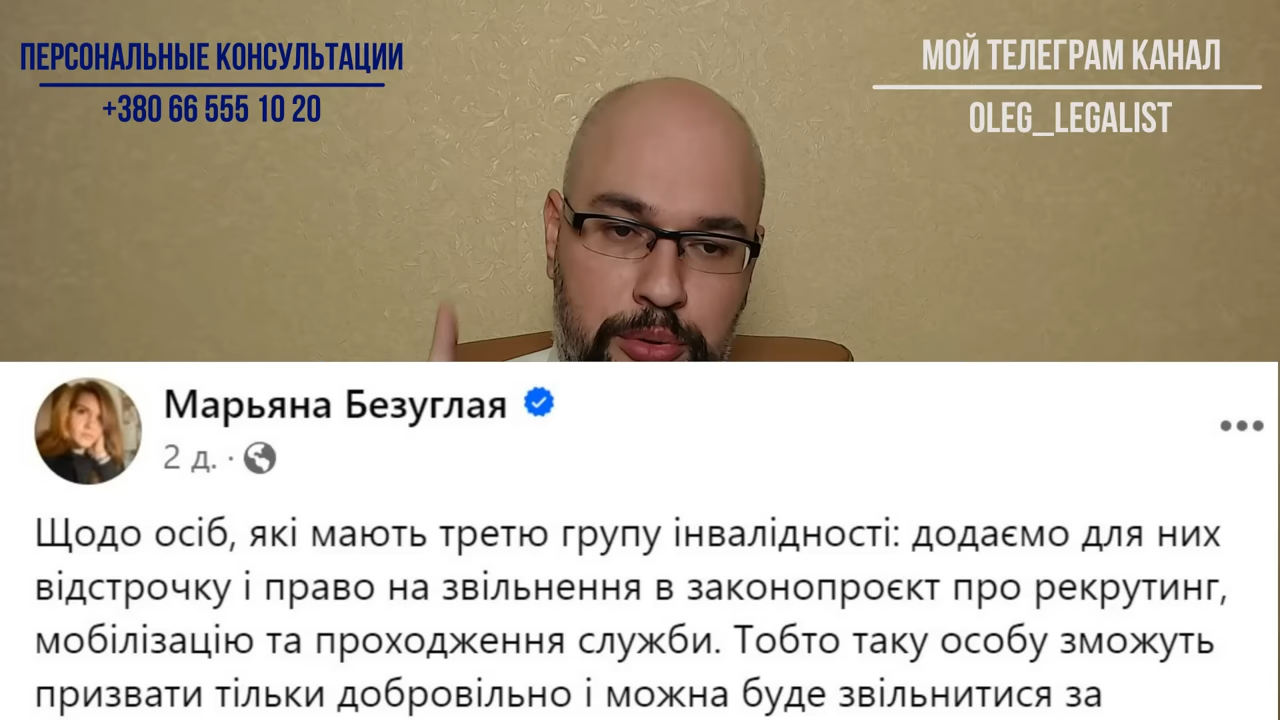 ПЕРСОНАЛЬНЫЕ КОНСУЛЬТАЦИИ
+380 66 555 10 20
МОЙ ТЕЛЕГРАМ КАНАЛ
OLEG_LEGALIST
Марьяна Безуглая
2 д. ·
Щодо осіб, які мають третю групу інвалідності: додаємо для них
відстрочку і право на звільнення в законопроєкт про рекрутинг,
мобілізацію та проходження служби. Тобто таку особу зможуть
призвати тільки добровільно і можна буде звільнитися за